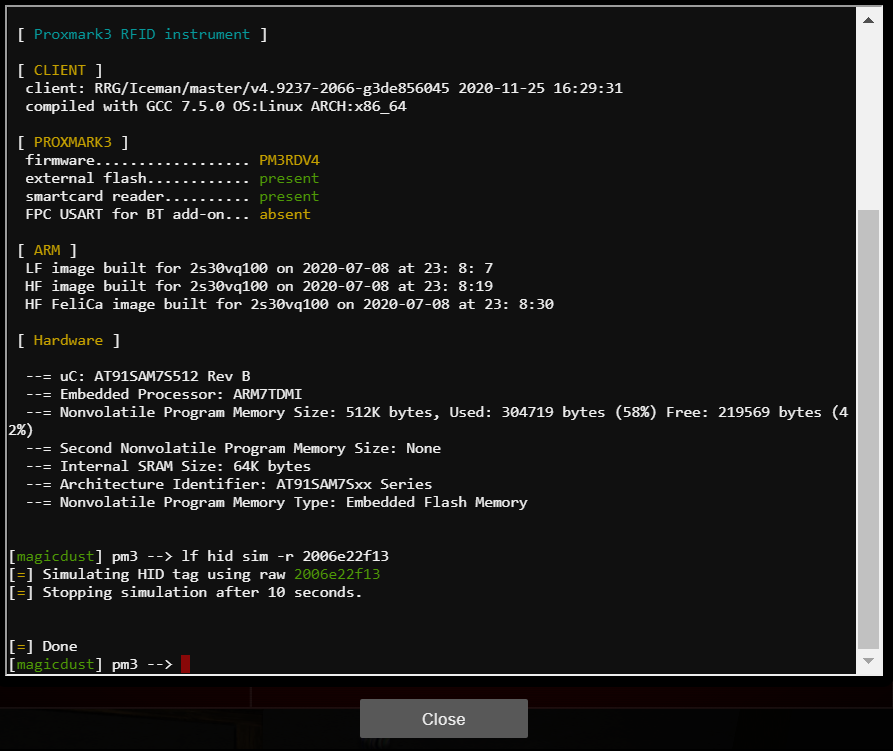 [ Proxmark3 RFID instrument ]
[ CLIENT ]
client: RRG/Iceman/master/v4.9237-2066-g3de856045 2020-11-25 16:29:31
compiled with GCC 7.5.0 OS:Linux ARCH:x86_64
[ PROXMARK3 ]
firmware.................. PM3RDV4
external flash............ present
smartcard reader.......... present
FPC USART for BT add-on... absent
[ ARM ]
LF image built for 2s30vq100 on 2020-07-08 at 23: 8: 7
HF image built for 2s30vq100 on 2020-07-08 at 23: 8:19
HF FeliCa image built for 2s30vq100 on 2020-07-08 at 23: 8:30
[ Hardware ]
--= uC: AT91SAM7S512 Rev B
--= Embedded Processor: ARM7TDMI
--= Nonvolatile Program Memory Size: 512K bytes, Used: 304719 bytes (58%) Free: 219569 bytes (4
2%)
--= Second Nonvolatile Program Memory Size: None
--= Internal SRAM Size: 64K bytes
--= Architecture Identifier: AT91SAM7Sxx Series
--= Nonvolatile Program Memory Type: Embedded Flash Memory
[magicdust] pm3 --> lf hid sim -r 2006e22f13
[=] Simulating HID tag using raw 2006e22f13
[=] Stopping simulation after 10 seconds.
[=] Done
[magicdust] pm3 -->
Close